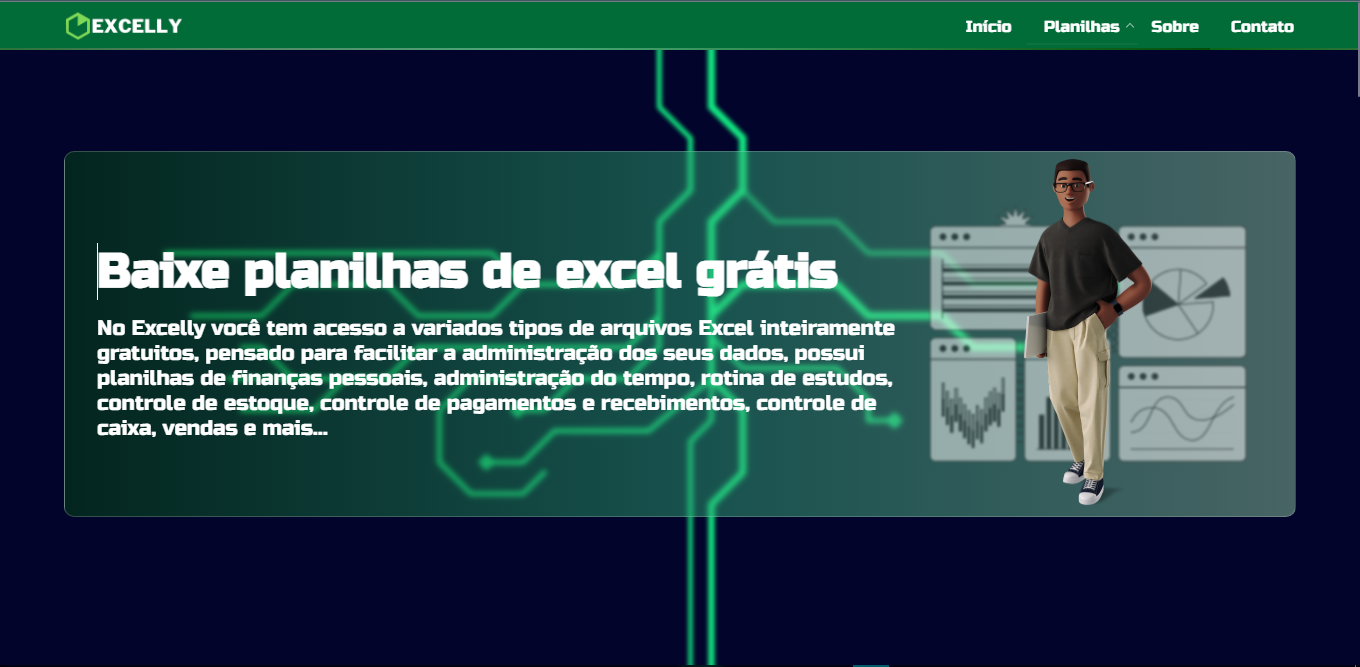 EXCELLY
Início
Planilhas
Sobre
Contato
Baixe planilhas de excel grátis
No Excelly você tem acesso a variados tipos de arquivos Excel inteiramente
gratuitos, pensado para facilitar a administração dos seus dados, possui
planilhas de finanças pessoais, administração do tempo, rotina de estudos,
controle de estoque, controle de pagamentos e recebimentos, controle de
caixa, vendas e mais...